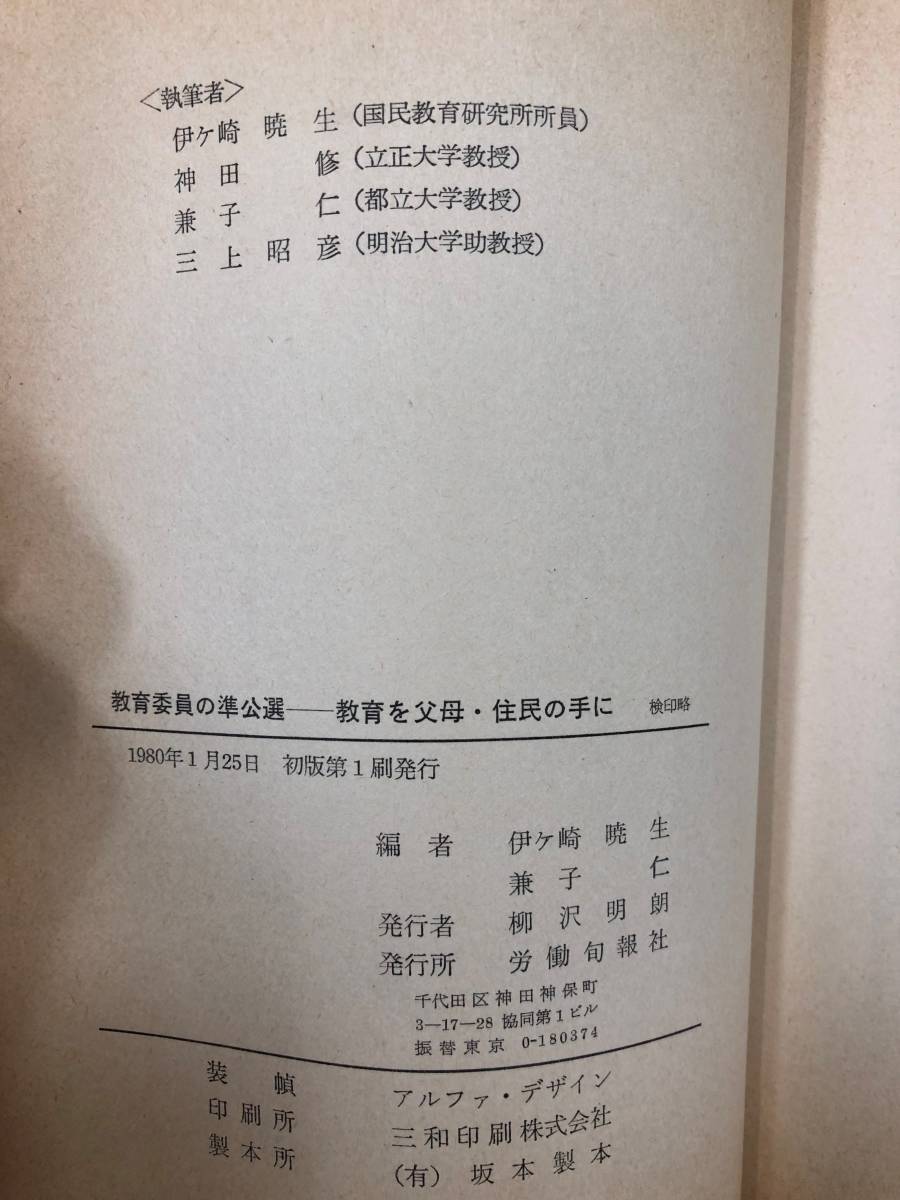 〈執筆者〉
伊ケ崎暁生(国民教育研究所所員)
神田修(立正大学教授)
兼子仁(都立大学教授)
三上昭彦(明治大学助教授)
教育委員の準公選——教育を父母・住民の手に 検印略
1980年1月25日 初版第1刷発行
編者 伊ケ崎暁生
兼子仁
発行者 柳沢明朗
発行所 労働旬報社
千代田区神田神保町
3—17—28 協同第1ビル
振替東京 0-180374
装幀 アルファ・デザイン
印刷所 三和印刷株式会社
製本所 (有)坂本製本